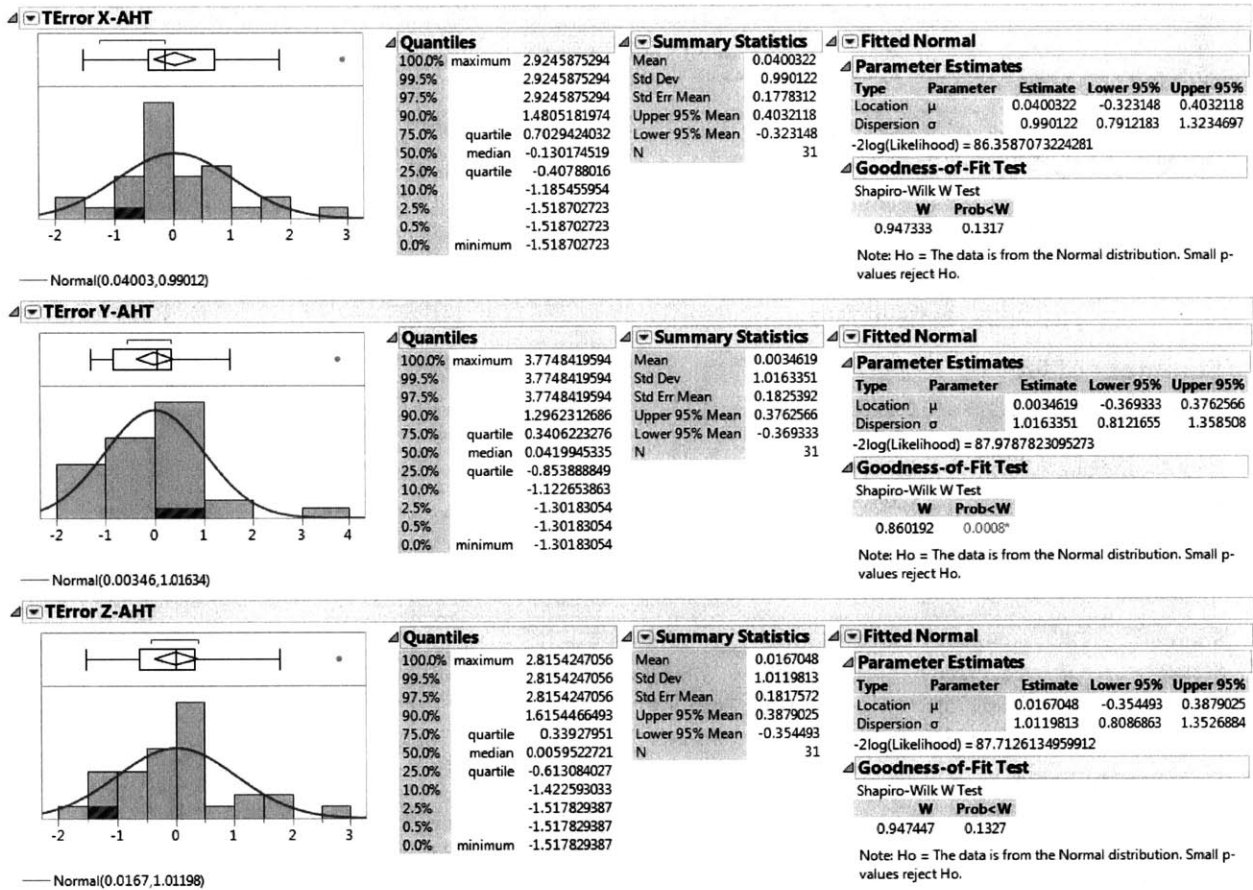 TError X-AHT
-2 -1 0 1 2 3
Normal(0.04003,0.99012)
Quantiles
100.0% maximum 2.9245875294
99.5% 2.9245875294
97.5% 2.9245875294
90.0% 1.4805181974
75.0% quartile 0.7029424032
50.0% median -0.130174519
25.0% quartile -0.40788016
10.0% -1.185455954
2.5% -1.518702723
0.5% -1.518702723
0.0% minimum -1.518702723
Summary Statistics
Mean 0.0400322
Std Dev 0.990122
Std Err Mean 0.1778312
Upper 95% Mean 0.4032118
Lower 95% Mean -0.323148
N 31
Fitted Normal
Parameter Estimates
Type Parameter Estimate Lower 95% Upper 95%
Location μ 0.0400322 -0.323148 0.4032118
Dispersion σ 0.990122 0.7912183 1.3234697
-2log(Likelihood) = 86.3587073224281
Goodness-of-Fit Test
Shapiro-Wilk W Test
W Prob<W
0.947333 0.1317
Note: Ho = The data is from the Normal distribution. Small p-
values reject Ho.
TError Y-AHT
-2 -1 0 1 2 3 4
Normal(0.00346,1.01634)
Quantiles
100.0% maximum 3.7748419594
99.5% 3.7748419594
97.5% 3.7748419594
90.0% 1.2962312686
75.0% quartile 0.3406223276
50.0% median 0.0419945335
25.0% quartile -0.853888849
10.0% -1.122653863
2.5% -1.30183054
0.5% -1.30183054
0.0% minimum -1.30183054
Summary Statistics
Mean 0.0034619
Std Dev 1.0163351
Std Err Mean 0.1825392
Upper 95% Mean 0.3762566
Lower 95% Mean -0.369333
N 31
Fitted Normal
Parameter Estimates
Type Parameter Estimate Lower 95% Upper 95%
Location μ 0.0034619 -0.369333 0.3762566
Dispersion σ 1.0163351 0.8121655 1.358508
-2log(Likelihood) = 87.9787823095273
Goodness-of-Fit Test
Shapiro-Wilk W Test
W Prob<W
0.860192 0.0008*
Note: Ho = The data is from the Normal distribution. Small p-
values reject Ho.
TError Z-AHT
-2 -1 0 1 2 3
Normal(0.0167,1.01198)
Quantiles
100.0% maximum 2.8154247056
99.5% 2.8154247056
97.5% 2.8154247056
90.0% 1.6154466493
75.0% quartile 0.33927951
50.0% median 0.0059522721
25.0% quartile -0.613084027
10.0% -1.422593033
2.5% -1.517829387
0.5% -1.517829387
0.0% minimum -1.517829387
Summary Statistics
Mean 0.0167048
Std Dev 1.0119813
Std Err Mean 0.1817572
Upper 95% Mean 0.3879025
Lower 95% Mean -0.354493
N 31
Fitted Normal
Parameter Estimates
Type Parameter Estimate Lower 95% Upper 95%
Location μ 0.0167048 -0.354493 0.3879025
Dispersion σ 1.0119813 0.8086863 1.3526884
-2log(Likelihood) = 87.7126134959912
Goodness-of-Fit Test
Shapiro-Wilk W Test
W Prob<W
0.947447 0.1327
Note: Ho = The data is from the Normal distribution. Small p-
values reject Ho.